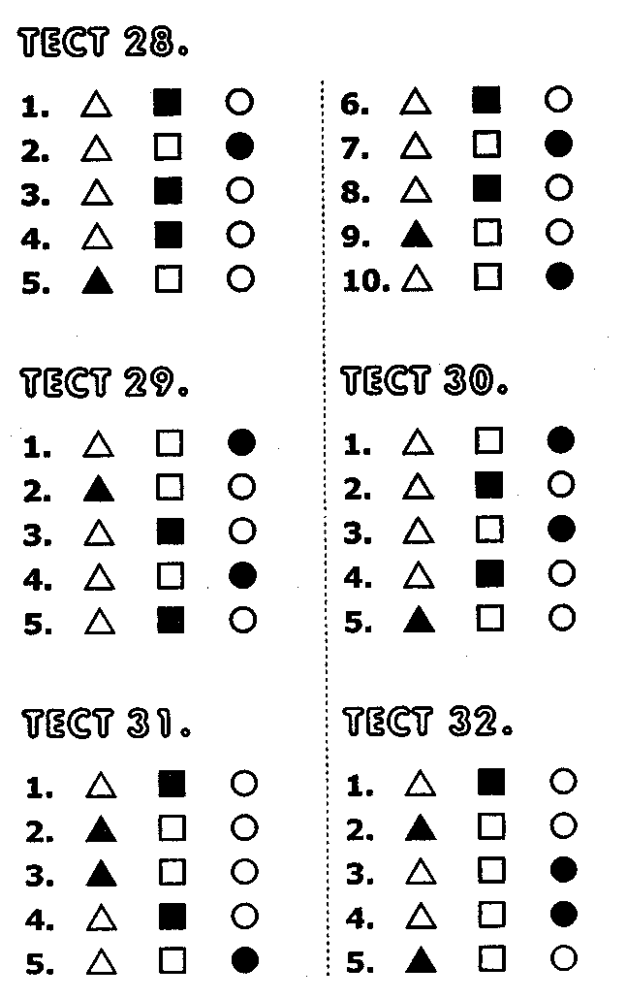 ТЕСТ 28.
1. △ ■ ○
2. △ □ ●
3. △ ■ ○
4. △ ■ ○
5. ▲ □ ○
6. △ ■ ○
7. △ □ ●
8. △ ■ ○
9. ▲ □ ○
10. △ □ ●
ТЕСТ 29.
1. △ □ ●
2. ▲ □ ○
3. △ ■ ○
4. △ □ ●
5. △ ■ ○
ТЕСТ 30.
1. △ □ ●
2. △ ■ ○
3. △ □ ●
4. △ ■ ○
5. ▲ □ ○
ТЕСТ 31.
1. △ ■ ○
2. ▲ □ ○
3. ▲ □ ○
4. △ ■ ○
5. △ □ ●
ТЕСТ 32.
1. △ ■ ○
2. ▲ □ ○
3. △ □ ●
4. △ □ ●
5. ▲ □ ○